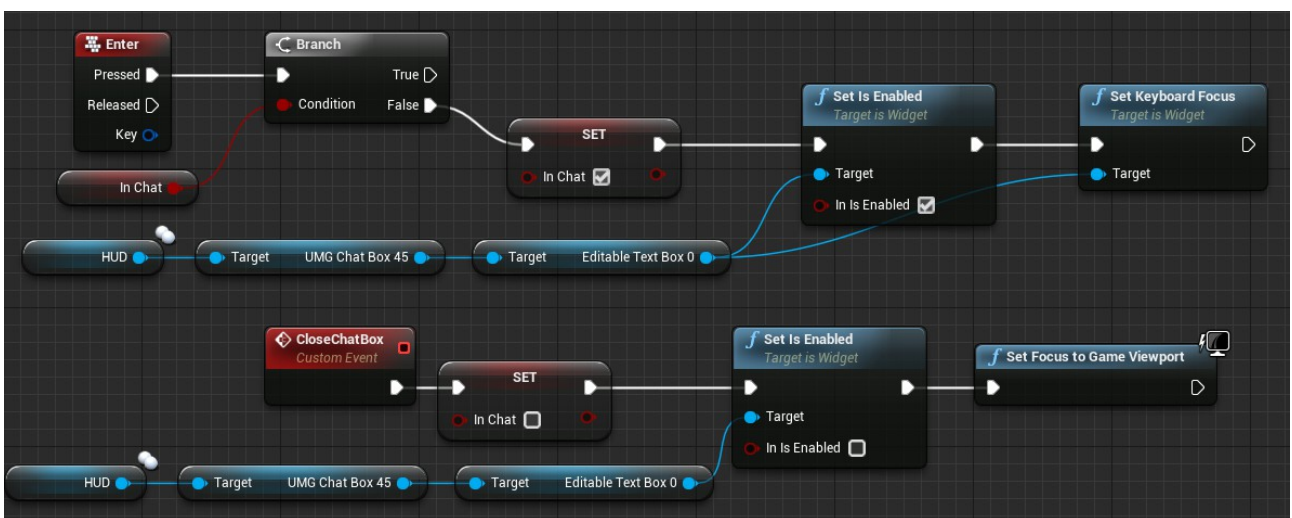 Enter
Branch
Pressed
True
Released
Condition
False
Key
In Chat
SET
In Chat
Set Is Enabled
Target is Widget
Target
In Is Enabled
Set Keyboard Focus
Target is Widget
Target
HUD
Target UMG Chat Box 45
Target Editable Text Box 0
CloseChatBox
Custom Event
SET
In Chat
Set Is Enabled
Target is Widget
Target
In Is Enabled
Set Focus to Game Viewport
HUD
Target UMG Chat Box 45
Target Editable Text Box 0